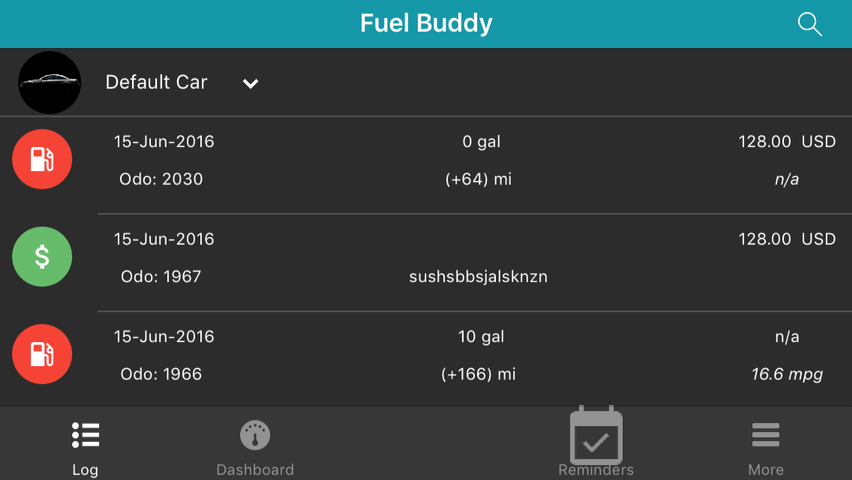 Fuel Buddy
Default Car
15-Jun-2016 0 gal 128.00 USD
Odo: 2030 (+64) mi n/a
$
15-Jun-2016 128.00 USD
Odo: 1967 sushsbbsjalsknzn
15-Jun-2016 10 gal n/a
Odo: 1966 (+166) mi 16.6 mpg
Log Dashboard Reminders More